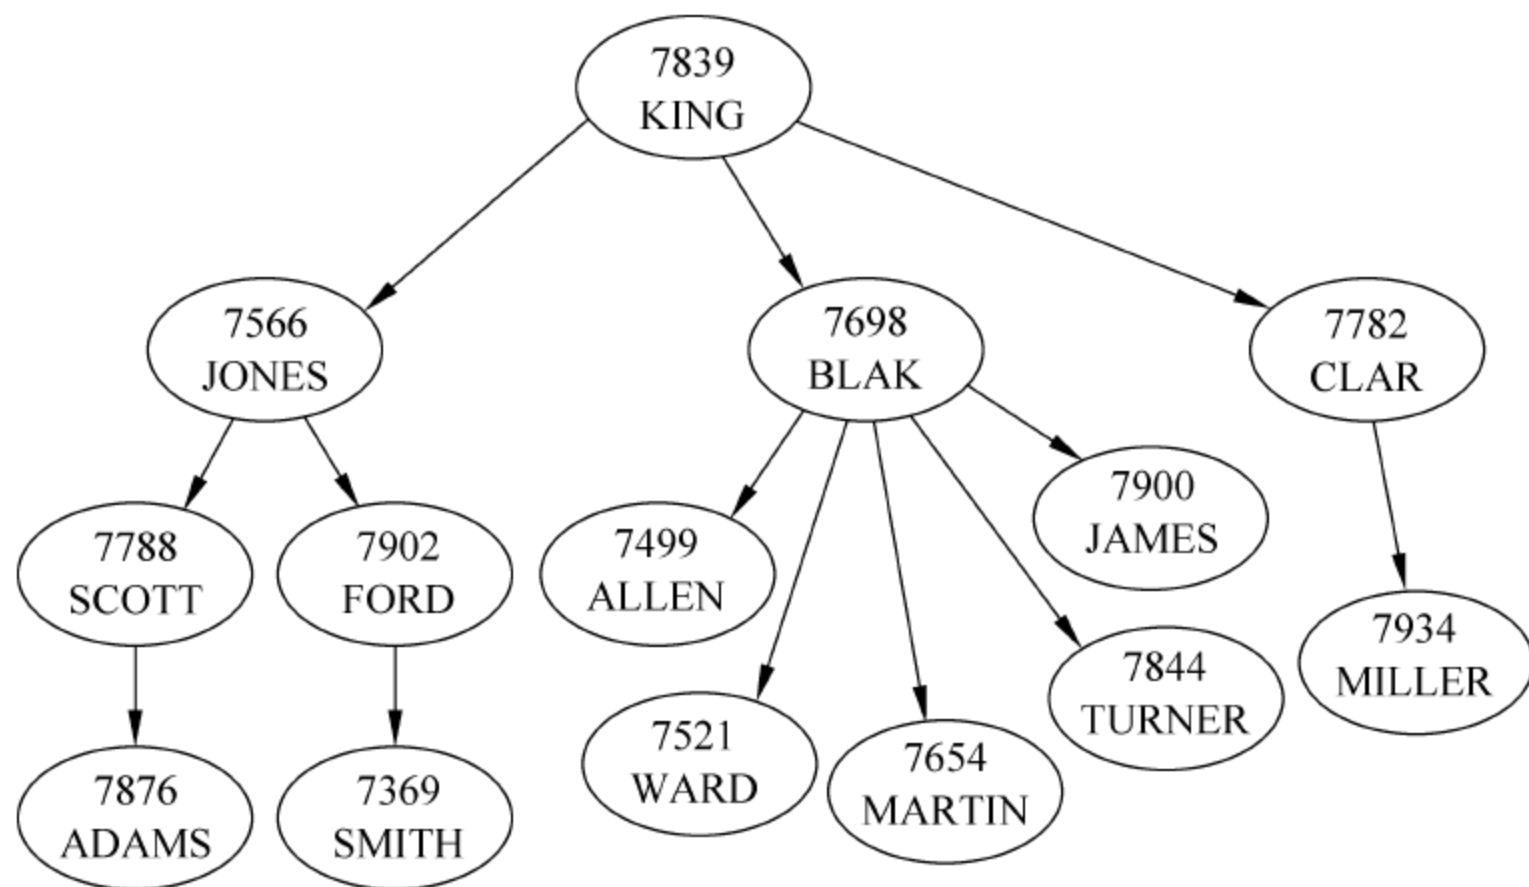 7839
KING
7566
JONES
7698
BLAK
7782
CLAR
7788
SCOTT
7902
FORD
7499
ALLEN
7900
JAMES
7934
MILLER
7876
ADAMS
7369
SMITH
7521
WARD
7654
MARTIN
7844
TURNER